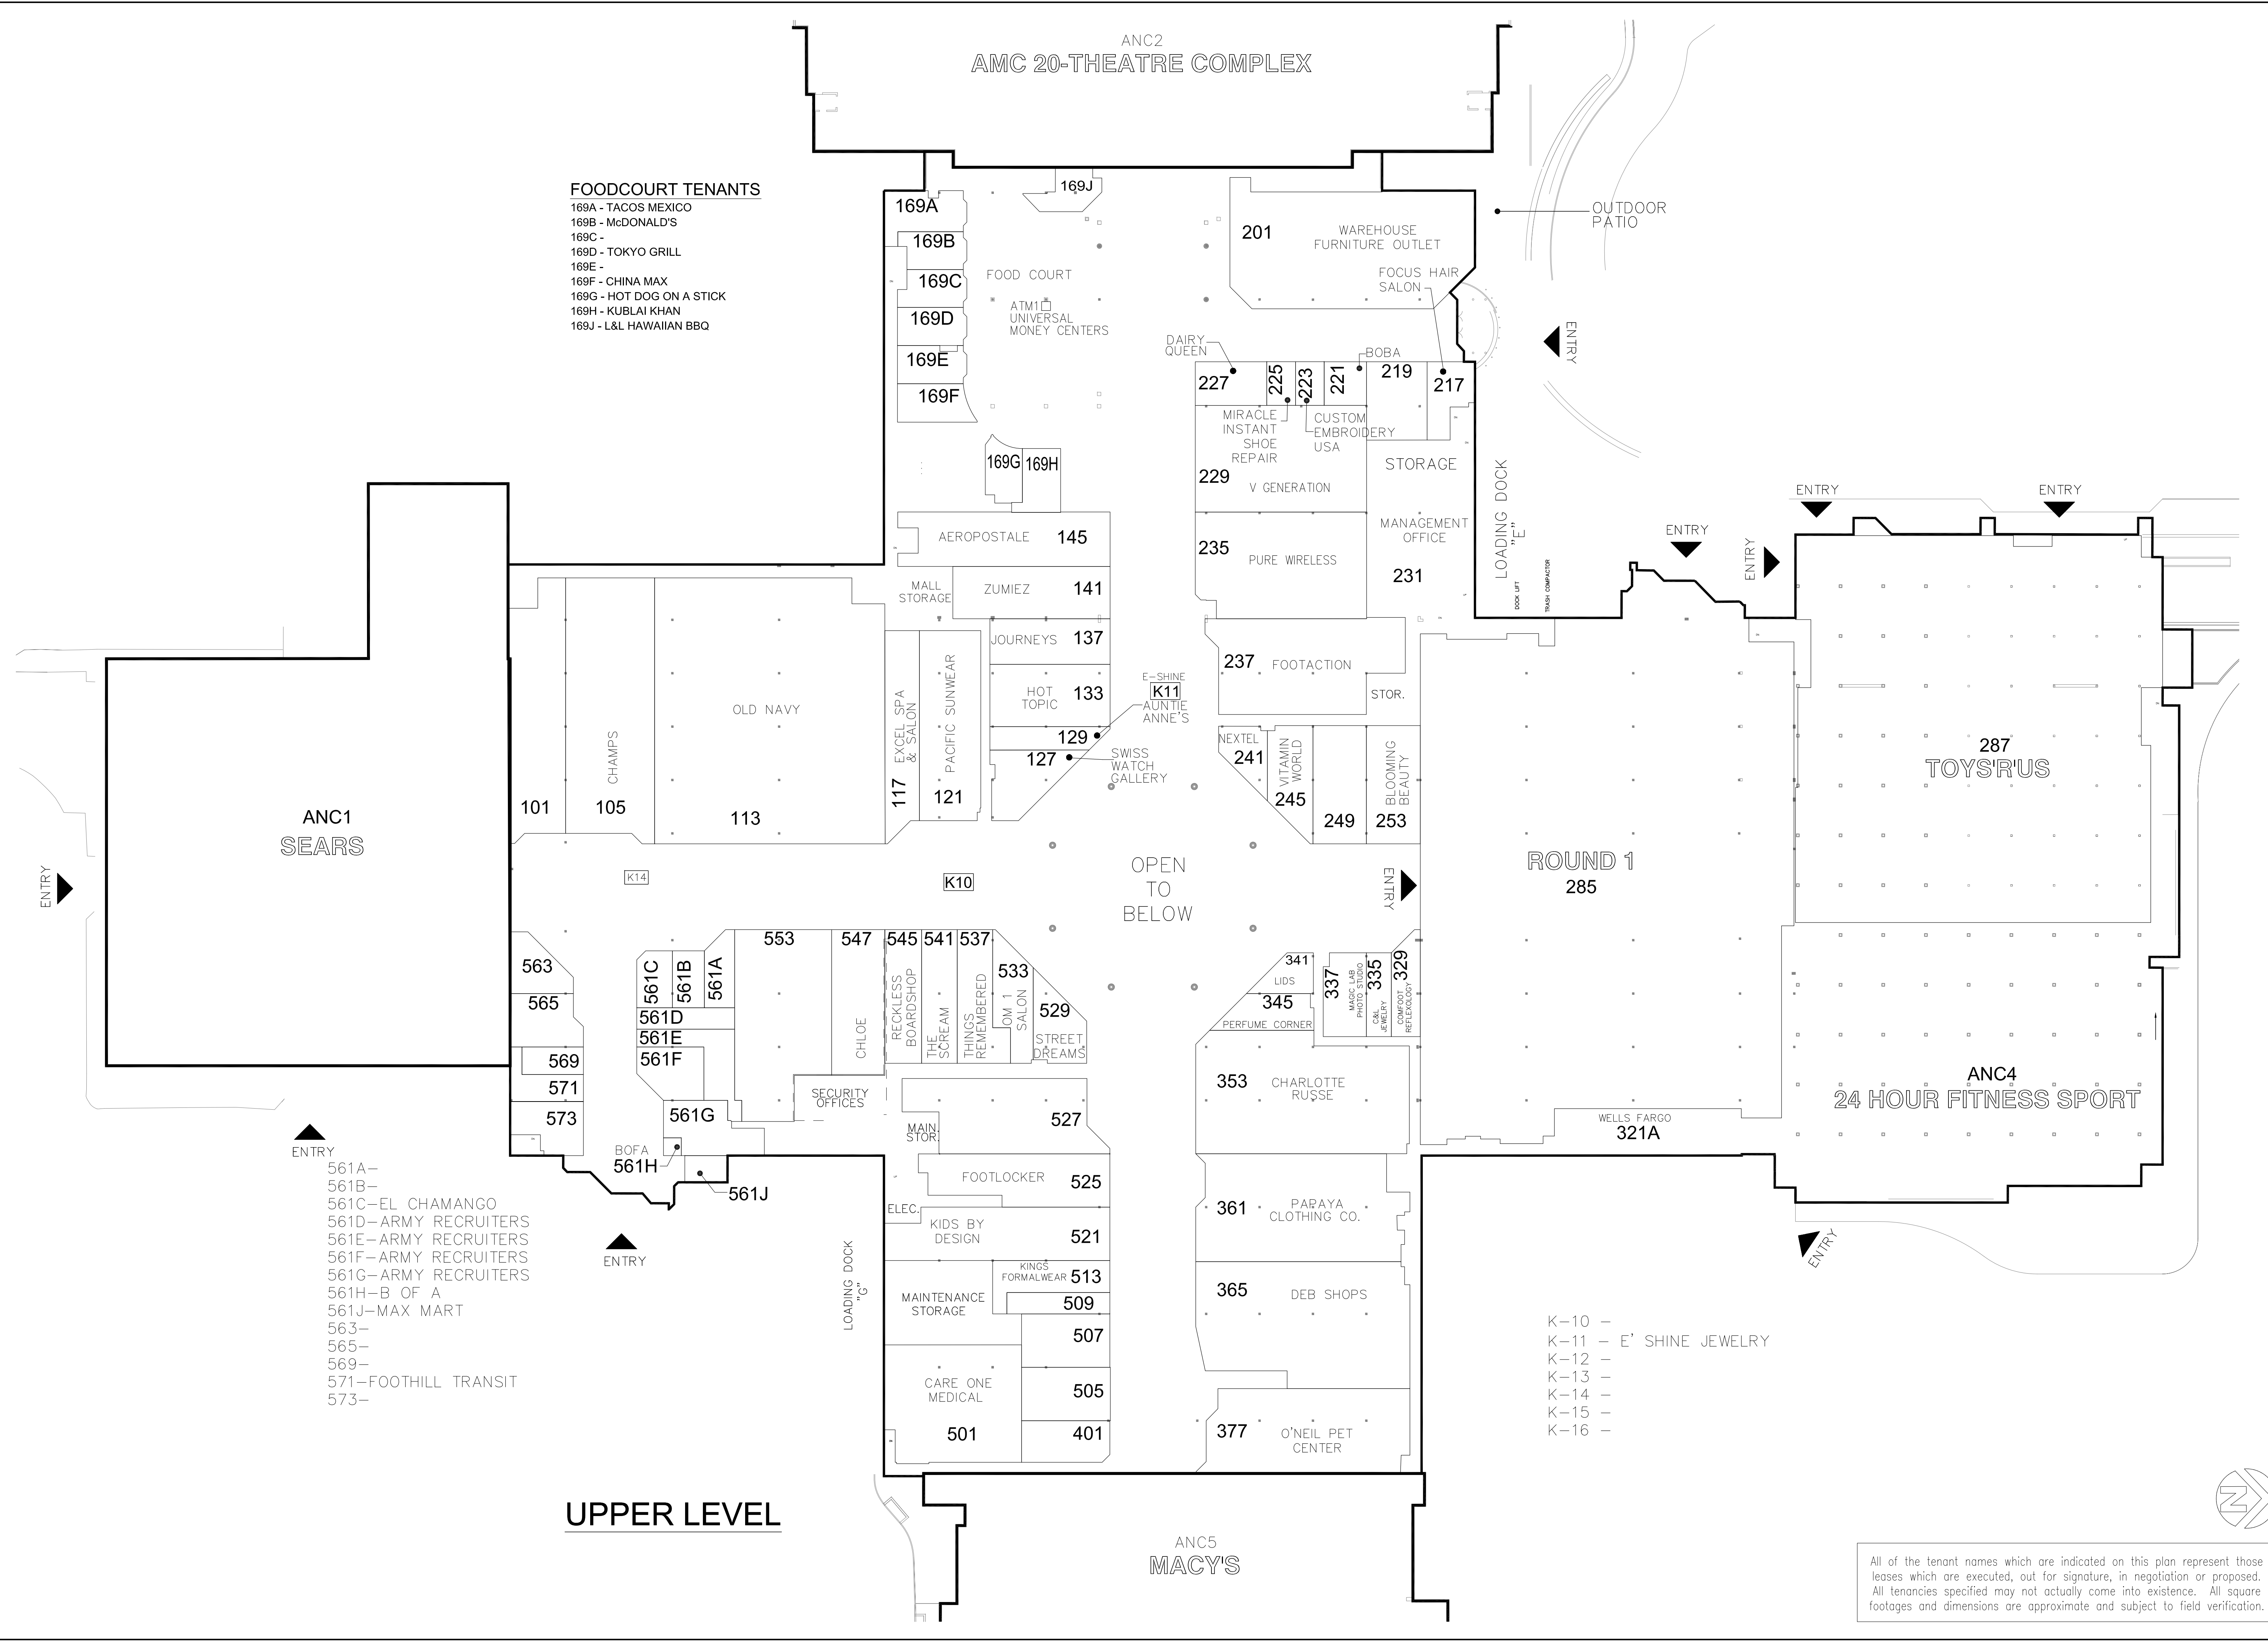 ANC2
AMC 20-THEATRE COMPLEX
FOODCOURT TENANTS
169A - TACOS MEXICO
169B - McDONALD'S
169C -
169D - TOKYO GRILL
169E -
169F - CHINA MAX
169G - HOT DOG ON A STICK
169H - KUBLAI KHAN
169J - L&L HAWAIIAN BBQ
169J
169A
169B
169C
169D
169E
169F
169G
169H
FOOD COURT
ATM1
UNIVERSAL
MONEY CENTERS
201
WAREHOUSE
FURNITURE OUTLET
OUTDOOR
PATIO
FOCUS HAIR
SALON
ENTRY
DAIRY
QUEEN
BOBA
227
225
223
221
219
217
MIRACLE
INSTANT
SHOE
REPAIR
CUSTOM
EMBROIDERY
USA
STORAGE
229
V GENERATION
LOADING DOCK
"E"
DOCK LIFT
TRASH COMPACTOR
235
PURE WIRELESS
MANAGEMENT
OFFICE
231
AEROPOSTALE
145
MALL
STORAGE
ZUMIEZ
141
JOURNEYS
137
HOT
TOPIC
133
E-SHINE
K11
AUNTIE
ANNE'S
129
127
SWISS
WATCH
GALLERY
237
FOOTACTION
STOR.
NEXTEL
241
VITAMIN
WORLD
245
249
BLOOMING
BEAUTY
253
ENTRY
ENTRY
ENTRY
ENTRY
287
TOYS'R'US
ROUND 1
285
ENTRY
ANC1
SEARS
ENTRY
101
CHAMPS
105
OLD NAVY
113
EXCEL SPA
& SALON
117
PACIFIC SUNWEAR
121
K14
K10
OPEN
TO
BELOW
563
565
569
571
573
561C
561B
561A
561D
561E
561F
561G
BOFA
561H
561J
553
547
CHLOE
SECURITY
OFFICES
545
RECKLESS
BOARDSHOP
541
THE
SCREAM
537
THINGS
REMEMBERED
533
OM 1
SALON
529
STREET
DREAMS
341
LIDS
345
PERFUME CORNER
337
MAGIC LAB
PHOTO STUDIO
335
C&L
JEWELRY
329
COMFOOT
REFLEXOLOGY
353
CHARLOTTE
RUSSE
WELLS FARGO
321A
ANC4
24 HOUR FITNESS SPORT
ENTRY
527
MAIN.
STOR.
FOOTLOCKER
525
ELEC.
KIDS BY
DESIGN
521
KINGS
FORMALWEAR
513
509
MAINTENANCE
STORAGE
507
CARE ONE
MEDICAL
501
505
401
LOADING DOCK
"G"
361
PAPAYA
CLOTHING CO.
365
DEB SHOPS
377
O'NEIL PET
CENTER
ENTRY
ENTRY
561A-
561B-
561C-EL CHAMANGO
561D-ARMY RECRUITERS
561E-ARMY RECRUITERS
561F-ARMY RECRUITERS
561G-ARMY RECRUITERS
561H-B OF A
561J-MAX MART
563-
565-
569-
571-FOOTHILL TRANSIT
573-
K-10 -
K-11 - E' SHINE JEWELRY
K-12 -
K-13 -
K-14 -
K-15 -
K-16 -
UPPER LEVEL
ANC5
MACY'S
N
All of the tenant names which are indicated on this plan represent those
leases which are executed, out for signature, in negotiation or proposed.
All tenancies specified may not actually come into existence. All square
footages and dimensions are approximate and subject to field verification.